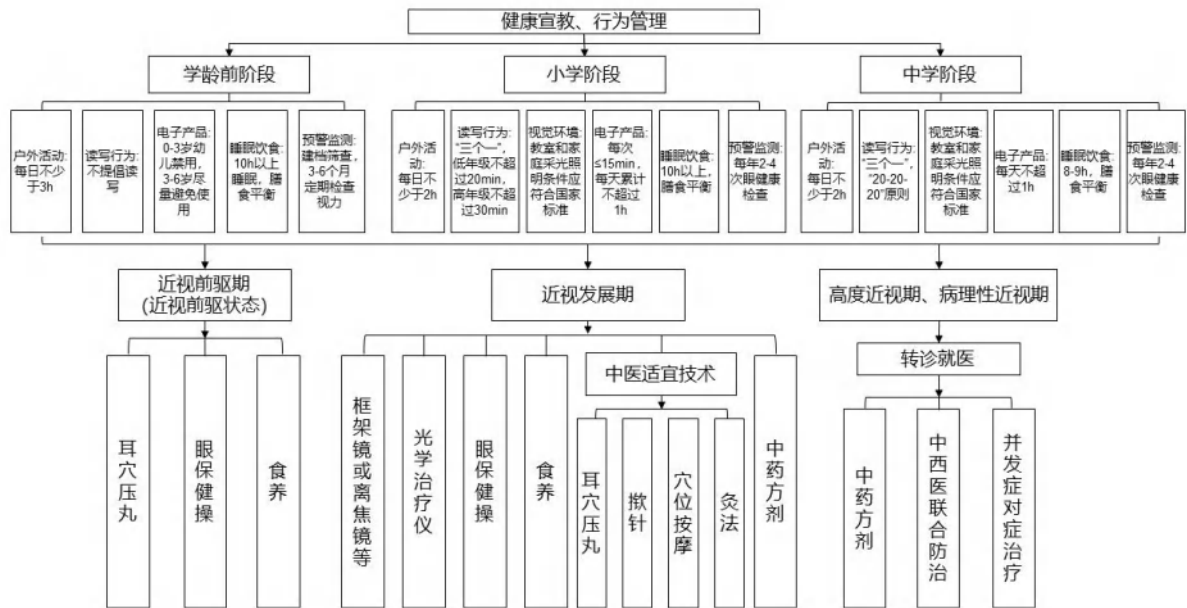 健康宣教、行为管理
学龄前阶段
小学阶段
中学阶段
户外活动:
每日不少
于3h
读写行为:
不提倡读
写
电子产品:
0-3岁幼
儿禁用,
3-6岁尽
量避免使
用
睡眠饮食:
10h以上
睡眠，膳
食平衡
预警监测:
建档筛查，
3-6个月
定期检查
视力
户外活
动:
每日不
少于2h
读写行为:
“三个一”，
低年级不超
过20min，
高年级不超
过30min
视觉环境:
教室和家
庭采光照
明条件应
符合国家
标准
电子产品:
每次
≤15min，
每天累计
不超过
1h
睡眠饮食:
10h以上，
膳食平衡
预警监测:
每年2-4
次眼健康
检查
户外活
动:
每日不
少于2h
读写行为:
“三个一”，
“20-20-
20”原则
视觉环境:
教室和家
庭采光照
明条件应
符合国家
标准
电子产品:
每天不超
过1h
睡眠饮食:
8-9h，膳
食平衡
预警监测:
每年2-4
次眼健康
检查
近视前驱期
(近视前驱状态)
近视发展期
高度近视期、病理性近视期
耳穴压丸
眼保健操
食养
框架镜或离焦镜等
光学治疗仪
眼保健操
食养
中医适宜技术
耳穴压丸
揿针
穴位按摩
灸法
中药方剂
转诊就医
中药方剂
中西医联合防治
并发症对症治疗